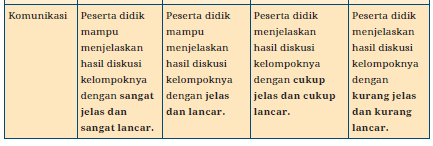 Komunikasi
Peserta didik
mampu
menjelaskan
hasil diskusi
kelompoknya
dengan sangat
jelas dan
sangat lancar.
Peserta didik
mampu
menjelaskan
hasil diskusi
kelompoknya
dengan jelas
dan lancar.
Peserta didik
menjelaskan
hasil diskusi
kelompoknya
dengan cukup
jelas dan cukup
lancar.
Peserta didik
menjelaskan
hasil diskusi
kelompoknya
dengan
kurang jelas
dan kurang
lancar.